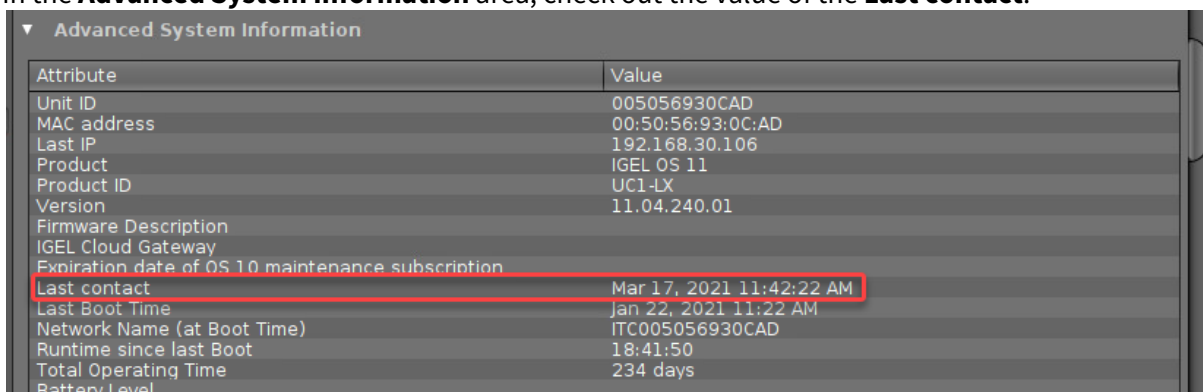 in the Advanced System Information area, check out the value of the Last contact.
Advanced System Information
Attribute Value
Unit ID 005056930CAD
MAC address 00:50:56:93:0C:AD
Last IP 192.168.30.106
Product IGEL OS 11
Product ID UC1-LX
Version 11.04.240.01
Firmware Description
IGEL Cloud Gateway
Expiration date of OS 10 maintenance subscription
Last contact Mar 17, 2021 11:42:22 AM
Last Boot Time Jan 22, 2021 11:22 AM
Network Name (at Boot Time) ITC005056930CAD
Runtime since last Boot 18:41:50
Total Operating Time 234 days
Battery Level